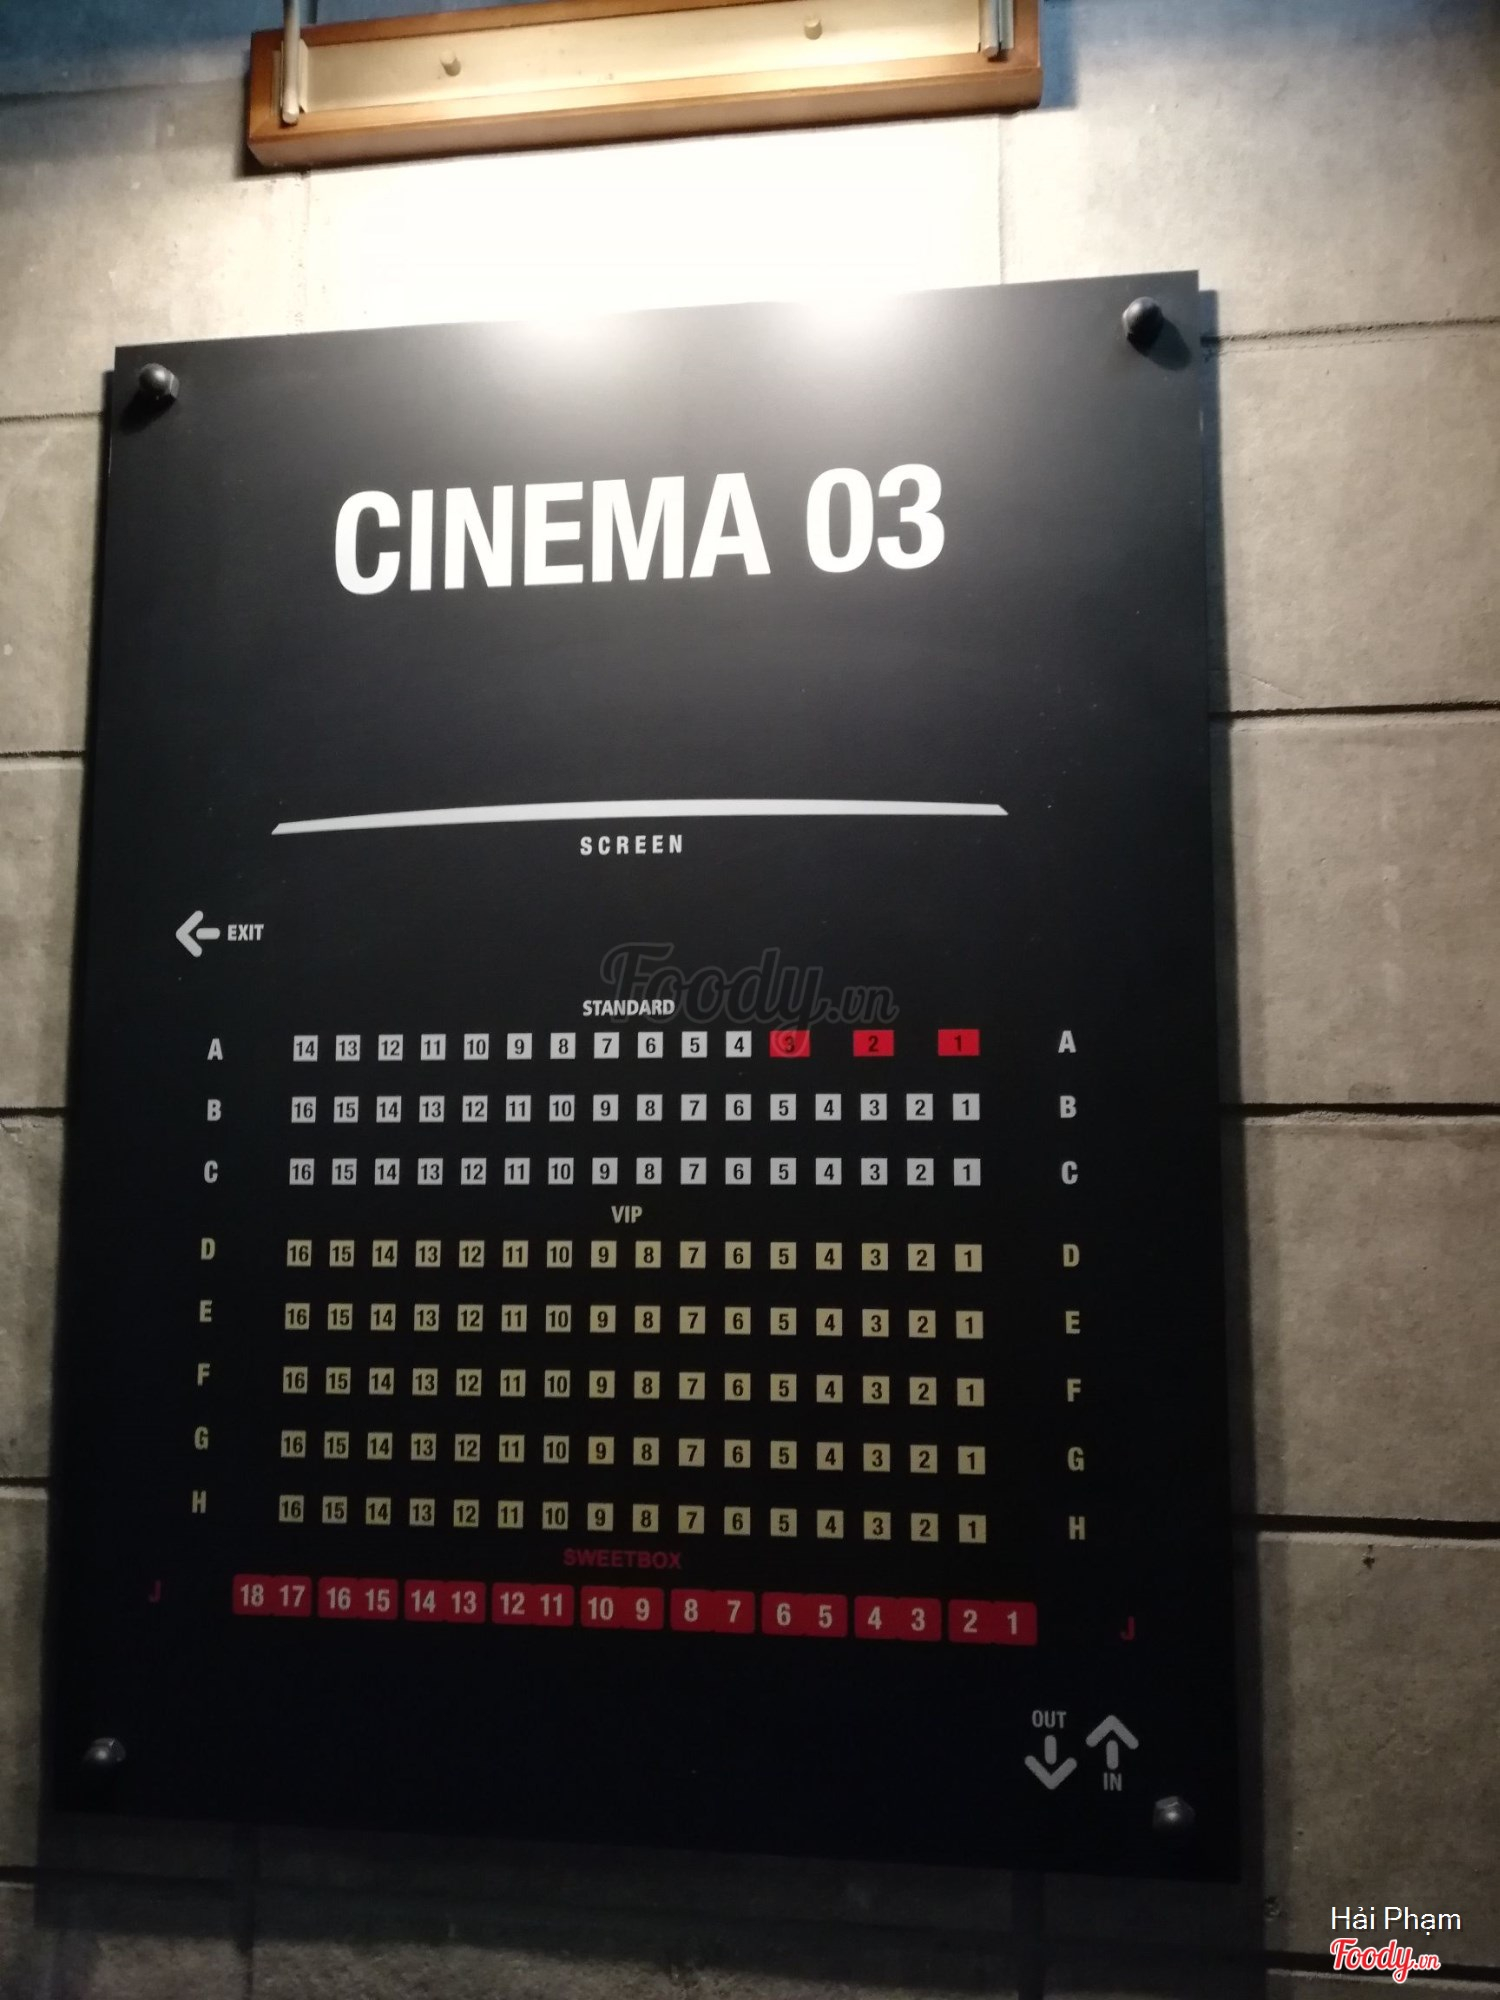 CINEMA 03
SCREEN
EXIT
Foody.vn
STANDARD
A 14 13 12 11 10 9 8 7 6 5 4 3 2 1 A
B 16 15 14 13 12 11 10 9 8 7 6 5 4 3 2 1 B
C 16 15 14 13 12 11 10 9 8 7 6 5 4 3 2 1 C
VIP
D 16 15 14 13 12 11 10 9 8 7 6 5 4 3 2 1 D
E 16 15 14 13 12 11 10 9 8 7 6 5 4 3 2 1 E
F 16 15 14 13 12 11 10 9 8 7 6 5 4 3 2 1 F
G 16 15 14 13 12 11 10 9 8 7 6 5 4 3 2 1 G
H 16 15 14 13 12 11 10 9 8 7 6 5 4 3 2 1 H
SWEETBOX
J 18 17 16 15 14 13 12 11 10 9 8 7 6 5 4 3 2 1 J
OUT
IN
Hải Phạm
Foody.vn